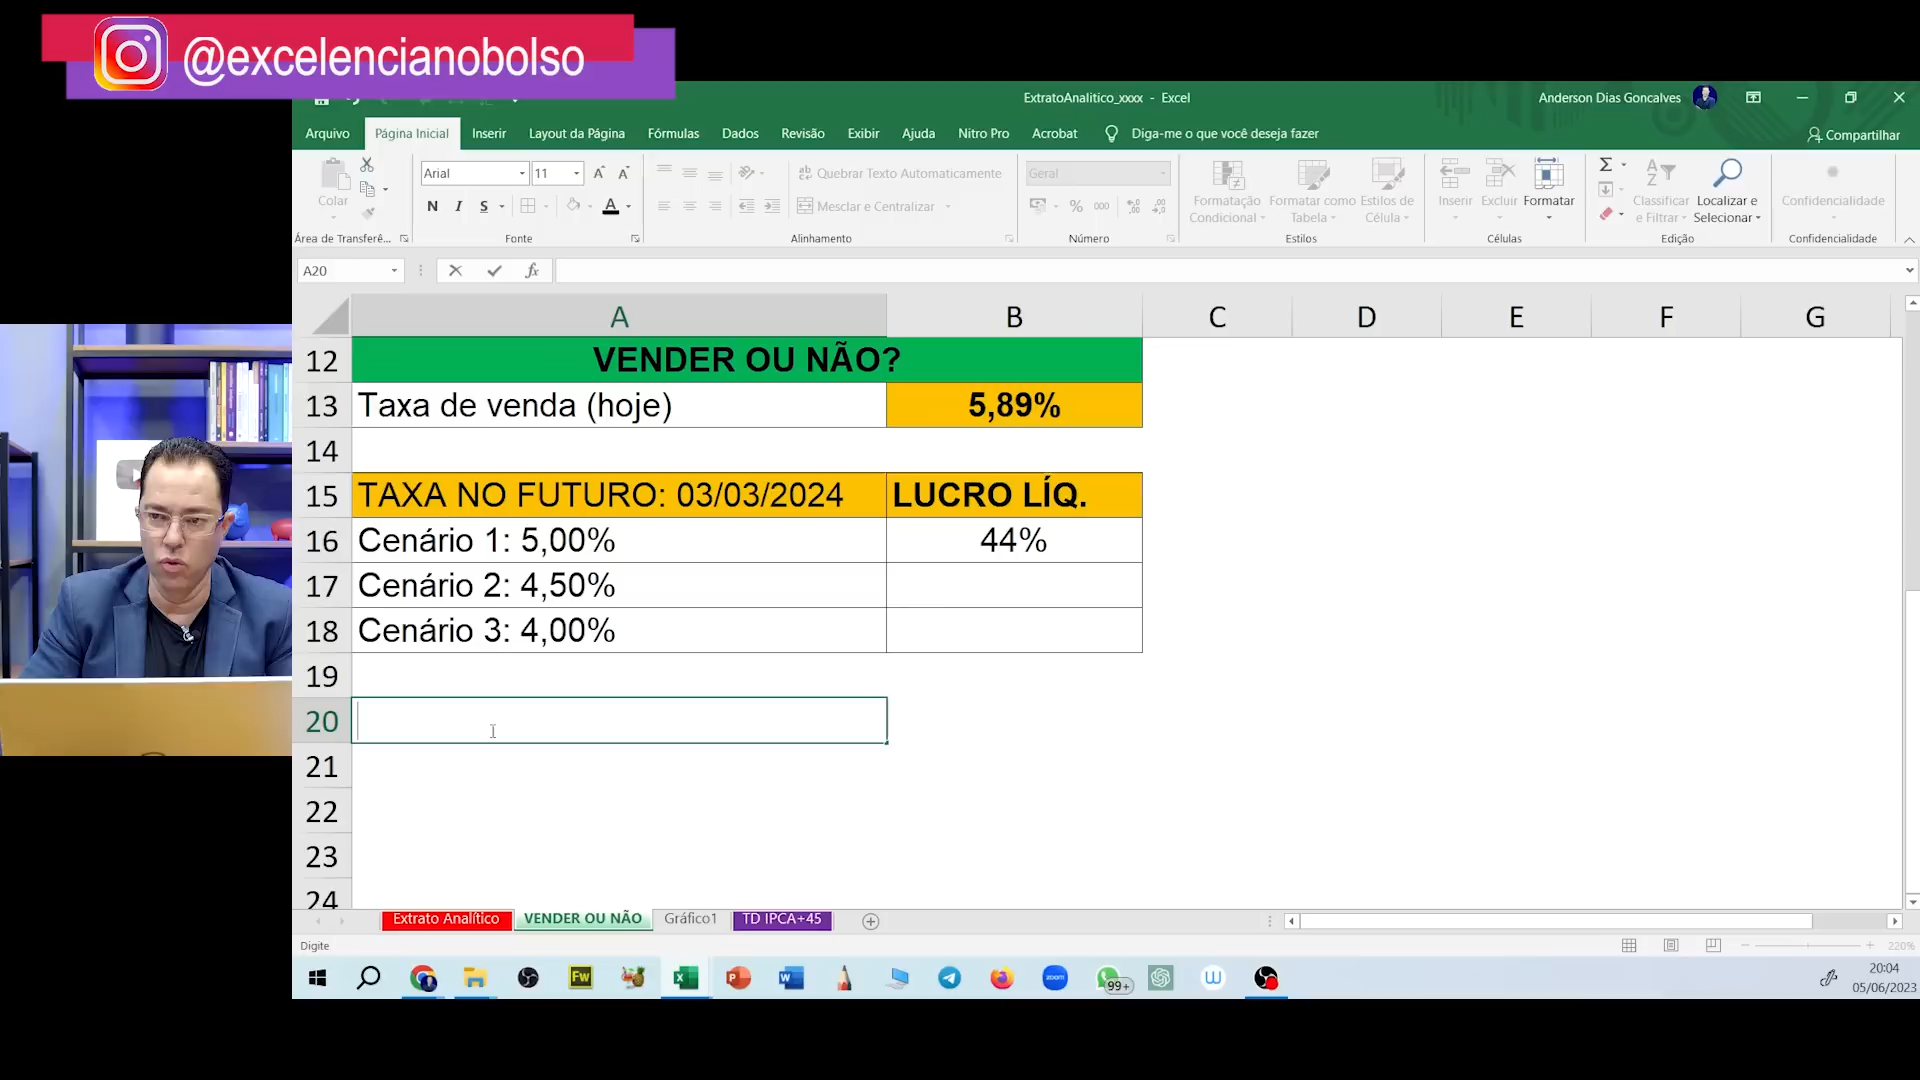 @excelencianobolso
ExtratoAnalitico_xxxx - Excel
Anderson Dias Goncalves
Arquivo Página Inicial Inserir Layout da Página Fórmulas Dados Revisão Exibir Ajuda Nitro Pro Acrobat Diga-me o que você deseja fazer Compartilhar
Colar
Arial 11
Quebrar Texto Automaticamente
Geral
N I S
Mesclar e Centralizar
% 000
Formatação Condicional
Formatar como Tabela
Estilos de Célula
Inserir Excluir Formatar
Classificar e Filtrar
Localizar e Selecionar
Confidencialidade
Área de Transferê... Fonte Alinhamento Número Estilos Células Edição Confidencialidade
A20 fx
A B C D E F G
12 VENDER OU NÃO?
13 Taxa de venda (hoje) 5,89%
14
15 TAXA NO FUTURO: 03/03/2024 LUCRO LÍQ.
16 Cenário 1: 5,00% 44%
17 Cenário 2: 4,50%
18 Cenário 3: 4,00%
19
20
21
22
23
24
Extrato Analítico VENDER OU NÃO Gráfico1 TD IPCA+45
Digite 220%
Fw zoom 99+ 20:04
05/06/2023